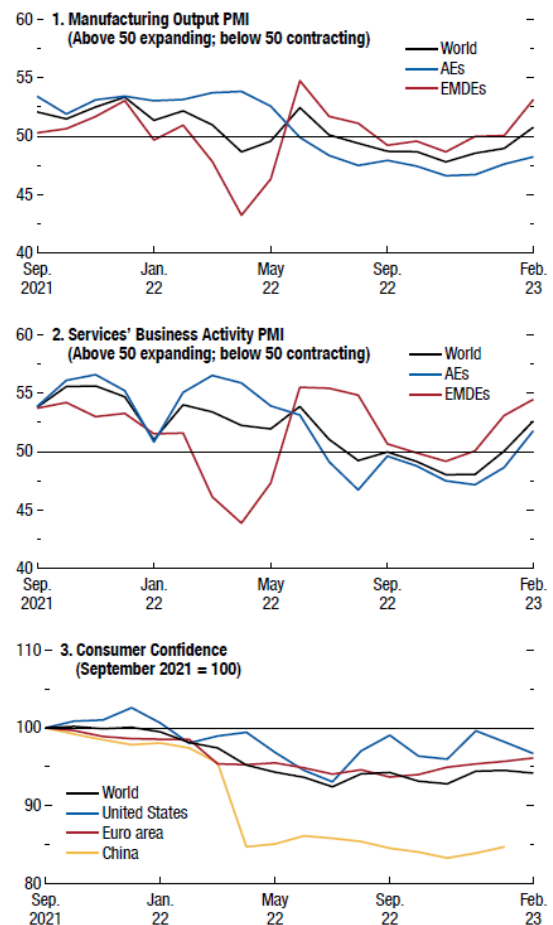 1. Manufacturing Output PMI
(Above 50 expanding; below 50 contracting)
World
AEs
EMDEs
60
55
50
45
40
Sep.
2021
Jan.
22
May
22
Sep.
22
Feb.
23
2. Services’ Business Activity PMI
(Above 50 expanding; below 50 contracting)
World
AEs
EMDEs
60
55
50
45
40
Sep.
2021
Jan.
22
May
22
Sep.
22
Feb.
23
3. Consumer Confidence
(September 2021 = 100)
110
100
90
80
World
United States
Euro area
China
Sep.
2021
Jan.
22
May
22
Sep.
22
Feb.
23